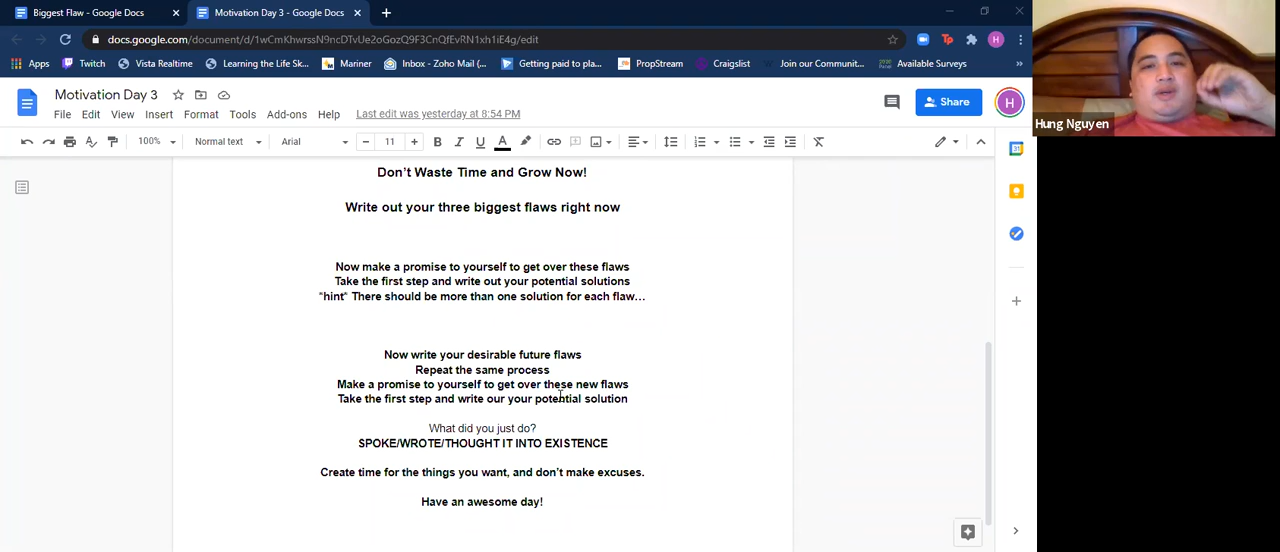 Biggest Flaw - Google Docs
Motivation Day 3 - Google Docs
docs.google.com/document/d/1wCmKhwrssN9ncDTvUe2oGozQ9F3CnQfEvRN1xh1iE4g/edit
Tp
H
Apps
Twitch
Vista Realtime
Learning the Life Sk...
Mariner
Inbox - Zoho Mail (...
Getting paid to pla...
PropStream
Craigslist
Join our Communit...
Available Surveys
»
Motivation Day 3
File Edit View Insert Format Tools Add-ons Help Last edit was yesterday at 8:54 PM
Share
H
100% Normal text Arial 11 B I U A
31
Don't Waste Time and Grow Now!
Write out your three biggest flaws right now
Now make a promise to yourself to get over these flaws
Take the first step and write out your potential solutions
*hint* There should be more than one solution for each flaw…
Now write your desirable future flaws
Repeat the same process
Make a promise to yourself to get over these new flaws
Take the first step and write our your potential solution
What did you just do?
SPOKE/WROTE/THOUGHT IT INTO EXISTENCE
Create time for the things you want, and don't make excuses.
Have an awesome day!
Hung Nguyen